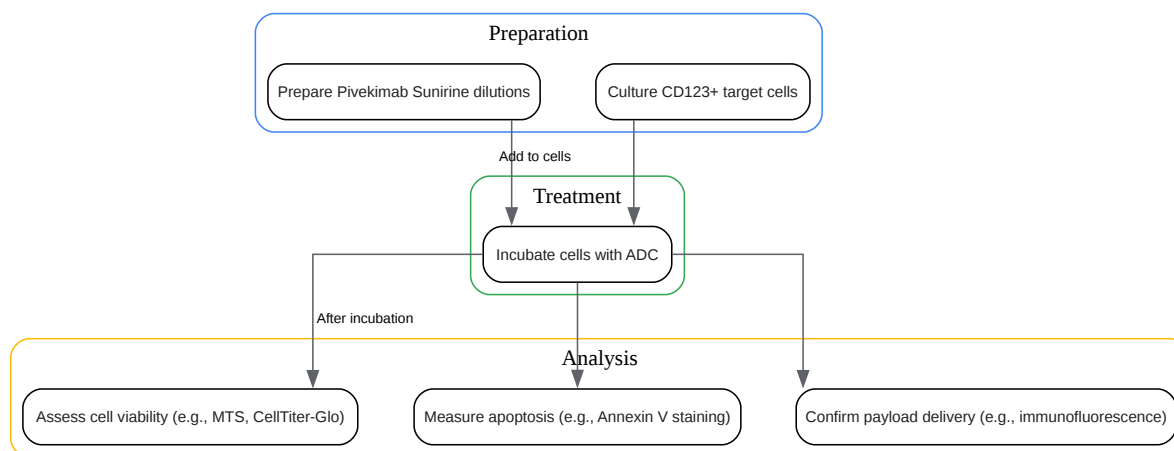 Preparation
Prepare Pivekimab Sunirine dilutions
Culture CD123+ target cells
Add to cells
Treatment
Incubate cells with ADC
After incubation
Analysis
Assess cell viability (e.g., MTS, CellTiter-Glo)
Measure apoptosis (e.g., Annexin V staining)
Confirm payload delivery (e.g., immunofluorescence)